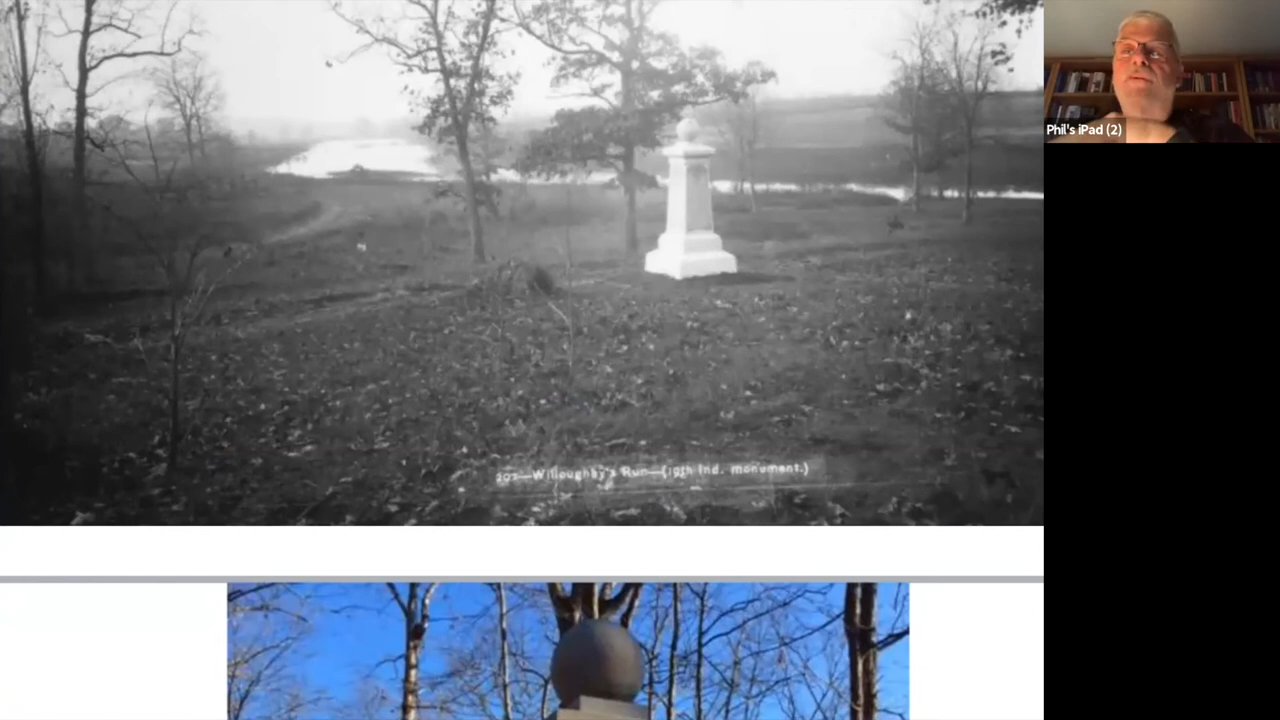 Phil's iPad (2)
Willoughby's Run—(19th Ind. monument.)